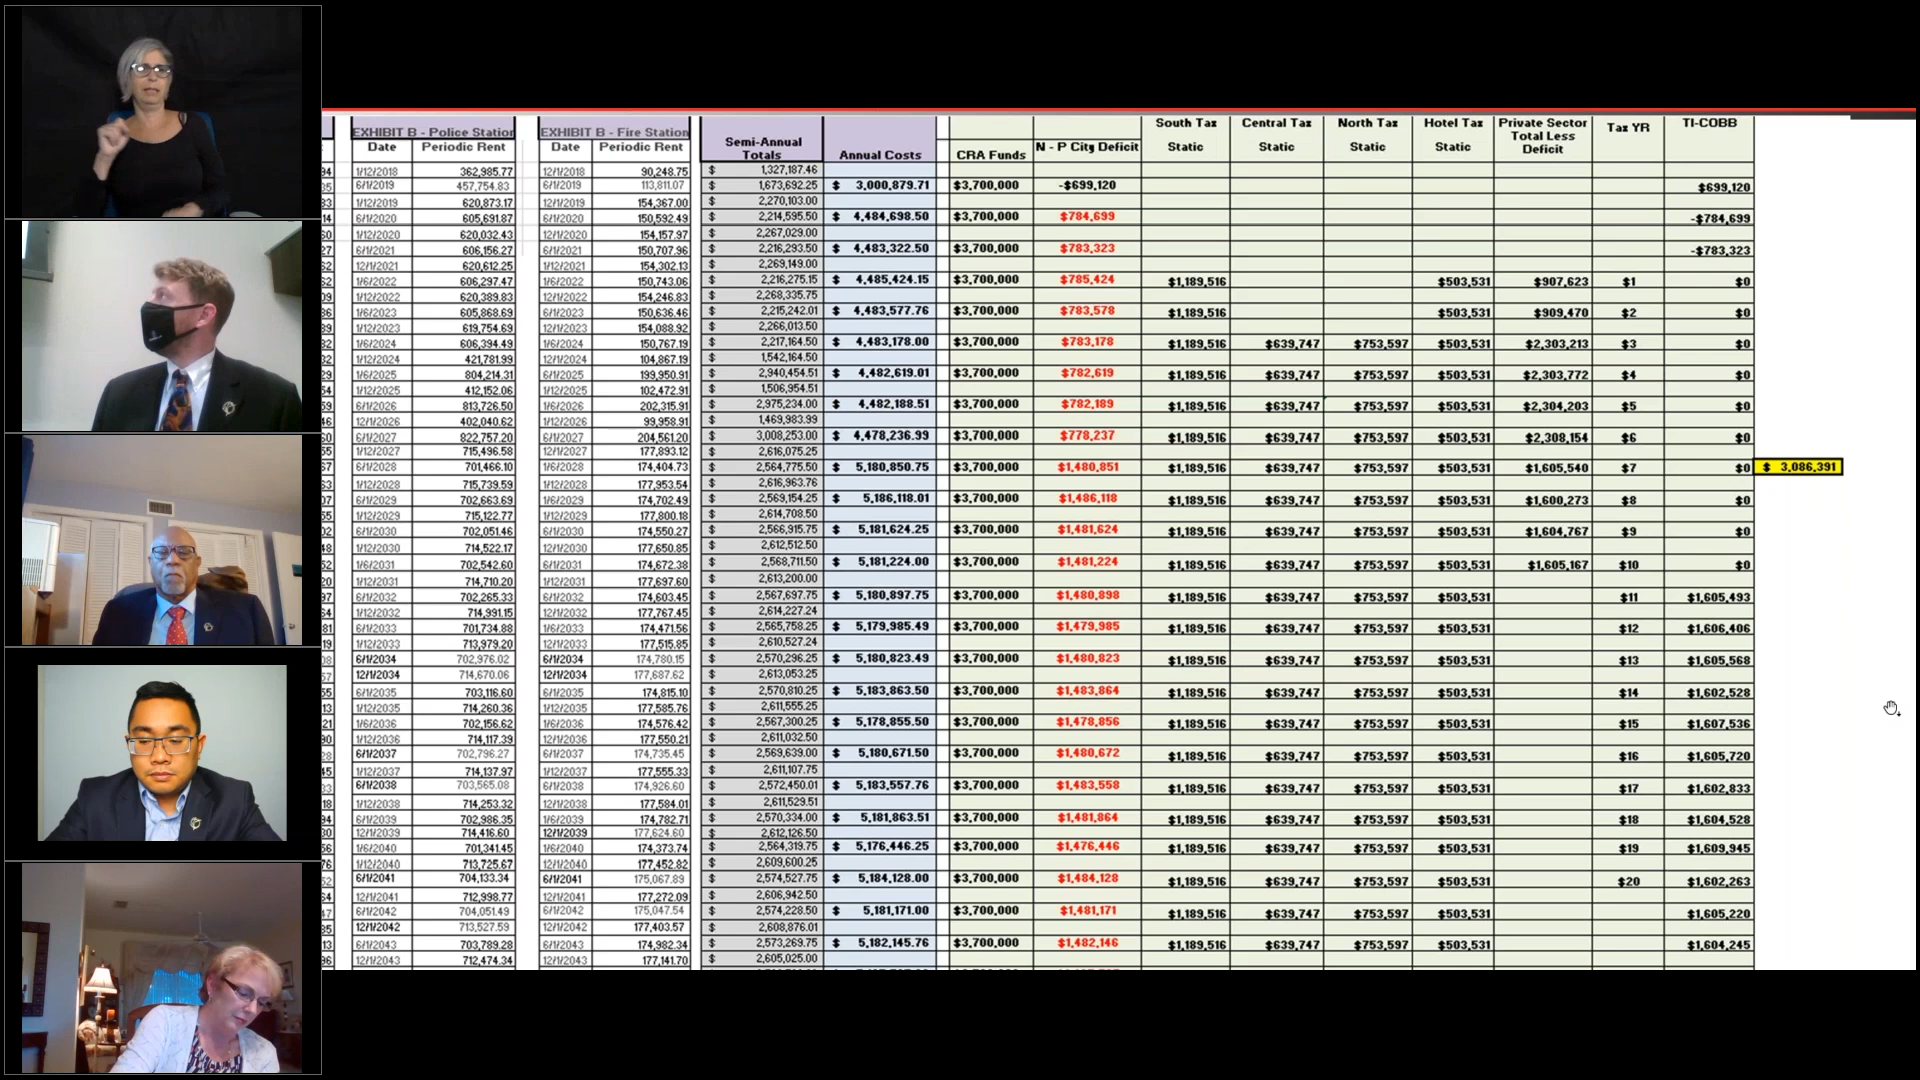 EXHIBIT B - Police Station EXHIBIT B - Fire Station Semi-Annual Totals Annual Costs CRA Funds N - P City Deficit South Tax Static Central Tax Static North Tax Static Hotel Tax Static Private Sector Total Less Deficit Tax YR TI-COBB
Date Periodic Rent Date Periodic Rent
94 1/12/2018 362,985.77 12/1/2018 90,248.75 $ 1,327,187.46
35 6/1/2019 457,754.83 6/1/2019 113,811.07 $ 1,673,692.25 $ 3,000,879.71 $3,700,000 -$699,120 $699,120
33 1/12/2019 620,873.17 12/1/2019 154,367.00 $ 2,270,103.00
14 6/1/2020 605,691.87 6/1/2020 150,592.49 $ 2,214,595.50 $ 4,484,698.50 $3,700,000 $784,699 -$784,699
60 1/12/2020 620,032.43 12/1/2020 154,157.97 $ 2,267,029.00
27 6/1/2021 606,156.27 6/1/2021 150,707.96 $ 2,216,293.50 $ 4,483,322.50 $3,700,000 $783,323 -$783,323
62 12/1/2021 620,612.25 1/12/2021 154,302.13 $ 2,269,149.00
62 1/6/2022 606,297.47 1/6/2022 150,743.06 $ 2,216,275.15 $ 4,485,424.15 $3,700,000 $785,424 $1,189,516 $503,531 $907,623 $1 $0
09 1/12/2022 620,389.83 12/1/2022 154,246.83 $ 2,268,335.75
36 1/6/2023 605,868.69 6/1/2023 150,636.46 $ 2,215,242.01 $ 4,483,577.76 $3,700,000 $783,578 $1,189,516 $503,531 $909,470 $2 $0
39 1/12/2023 619,754.69 12/1/2023 154,088.92 $ 2,266,013.50
32 1/6/2024 606,394.49 1/6/2024 150,767.19 $ 2,217,164.50 $ 4,483,178.00 $3,700,000 $783,178 $1,189,516 $639,747 $753,597 $503,531 $2,303,213 $3 $0
32 1/12/2024 421,781.99 12/1/2024 104,867.19 $ 1,542,164.50
29 1/6/2025 804,214.31 6/1/2025 199,950.91 $ 2,940,454.51 $ 4,482,619.01 $3,700,000 $782,619 $1,189,516 $639,747 $753,597 $503,531 $2,303,772 $4 $0
54 1/12/2025 412,152.06 1/12/2025 102,472.91 $ 1,506,954.51
59 6/1/2026 813,726.50 1/6/2026 202,315.91 $ 2,975,234.00 $ 4,482,188.51 $3,700,000 $782,189 $1,189,516 $639,747 $753,597 $503,531 $2,304,203 $5 $0
46 12/1/2026 402,040.62 1/12/2026 99,958.91 $ 1,469,983.99
60 6/1/2027 822,757.20 6/1/2027 204,561.20 $ 3,008,253.00 $ 4,478,236.99 $3,700,000 $778,237 $1,189,516 $639,747 $753,597 $503,531 $2,308,154 $6 $0
55 1/12/2027 715,496.58 12/1/2027 177,893.12 $ 2,616,075.25
67 6/1/2028 701,466.10 1/6/2028 174,404.73 $ 2,564,775.50 $ 5,180,850.75 $3,700,000 $1,480,851 $1,189,516 $639,747 $753,597 $503,531 $1,605,540 $7 $0 $ 3,086,391
63 1/12/2028 715,739.59 12/1/2028 177,953.54 $ 2,616,963.76
07 6/1/2029 702,663.69 6/1/2029 174,702.49 $ 2,569,154.25 $ 5,186,118.01 $3,700,000 $1,486,118 $1,189,516 $639,747 $753,597 $503,531 $1,600,273 $8 $0
55 1/12/2029 715,122.77 12/1/2029 177,800.18 $ 2,614,708.50
02 6/1/2030 702,051.46 6/1/2030 174,550.27 $ 2,566,915.75 $ 5,181,624.25 $3,700,000 $1,481,624 $1,189,516 $639,747 $753,597 $503,531 $1,604,767 $9 $0
48 1/12/2030 714,522.17 12/1/2030 177,650.85 $ 2,612,512.50
52 1/6/2031 702,542.60 6/1/2031 174,672.38 $ 2,568,711.50 $ 5,181,224.00 $3,700,000 $1,481,224 $1,189,516 $639,747 $753,597 $503,531 $1,605,167 $10 $0
20 1/12/2031 714,710.20 12/1/2031 177,697.60 $ 2,613,200.00
97 6/1/2032 702,265.33 6/1/2032 174,603.45 $ 2,567,697.75 $ 5,180,897.75 $3,700,000 $1,480,898 $1,189,516 $639,747 $753,597 $503,531 $11 $1,605,493
64 1/12/2032 714,991.15 12/1/2032 177,767.45 $ 2,614,227.24
81 6/1/2033 701,734.88 1/6/2033 174,471.56 $ 2,565,758.25 $ 5,179,985.49 $3,700,000 $1,479,985 $1,189,516 $639,747 $753,597 $503,531 $12 $1,606,406
19 1/12/2033 713,979.20 12/1/2033 177,515.85 $ 2,610,527.24
08 6/1/2034 702,976.02 6/1/2034 174,780.15 $ 2,570,296.25 $ 5,180,823.49 $3,700,000 $1,480,823 $1,189,516 $639,747 $753,597 $503,531 $13 $1,605,568
57 12/1/2034 714,670.06 12/1/2034 177,687.62 $ 2,613,053.25
55 6/1/2035 703,116.60 6/1/2035 174,815.10 $ 2,570,810.25 $ 5,183,863.50 $3,700,000 $1,483,864 $1,189,516 $639,747 $753,597 $503,531 $14 $1,602,528
13 1/12/2035 714,260.36 12/1/2035 177,585.76 $ 2,611,555.25
21 1/6/2036 702,156.62 1/6/2036 174,576.42 $ 2,567,300.25 $ 5,178,855.50 $3,700,000 $1,478,856 $1,189,516 $639,747 $753,597 $503,531 $15 $1,607,536
90 1/12/2036 714,117.39 12/1/2036 177,550.21 $ 2,611,032.50
28 6/1/2037 702,796.27 6/1/2037 174,735.45 $ 2,569,639.00 $ 5,180,671.50 $3,700,000 $1,480,672 $1,189,516 $639,747 $753,597 $503,531 $16 $1,605,720
45 1/12/2037 714,137.97 1/12/2037 177,555.33 $ 2,611,107.75
33 6/1/2038 703,565.08 6/1/2038 174,926.60 $ 2,572,450.01 $ 5,183,557.76 $3,700,000 $1,483,558 $1,189,516 $639,747 $753,597 $503,531 $17 $1,602,833
18 1/12/2038 714,253.32 12/1/2038 177,584.01 $ 2,611,529.51
94 6/1/2039 702,986.35 1/6/2039 174,782.71 $ 2,570,334.00 $ 5,181,863.51 $3,700,000 $1,481,864 $1,189,516 $639,747 $753,597 $503,531 $18 $1,604,528
30 12/1/2039 714,416.60 12/1/2039 177,624.60 $ 2,612,126.50
56 1/6/2040 701,341.45 1/6/2040 174,373.74 $ 2,564,319.75 $ 5,176,446.25 $3,700,000 $1,476,446 $1,189,516 $639,747 $753,597 $503,531 $19 $1,609,945
76 1/12/2040 713,725.67 12/1/2040 177,452.82 $ 2,609,600.25
52 6/1/2041 704,133.34 6/1/2041 175,067.89 $ 2,574,527.75 $ 5,184,128.00 $3,700,000 $1,484,128 $1,189,516 $639,747 $753,597 $503,531 $20 $1,602,263
64 12/1/2041 712,998.77 12/1/2041 177,272.09 $ 2,606,942.50
47 6/1/2042 704,051.49 6/1/2042 175,047.54 $ 2,574,228.50 $ 5,181,171.00 $3,700,000 $1,481,171 $1,189,516 $639,747 $753,597 $503,531 $1,605,220
35 12/1/2042 713,527.59 12/1/2042 177,403.57 $ 2,608,876.01
13 6/1/2043 703,789.28 6/1/2043 174,982.34 $ 2,573,269.75 $ 5,182,145.76 $3,700,000 $1,482,146 $1,189,516 $639,747 $753,597 $503,531 $1,604,245
96 12/1/2043 712,474.34 12/1/2043 177,141.70 $ 2,605,025.00